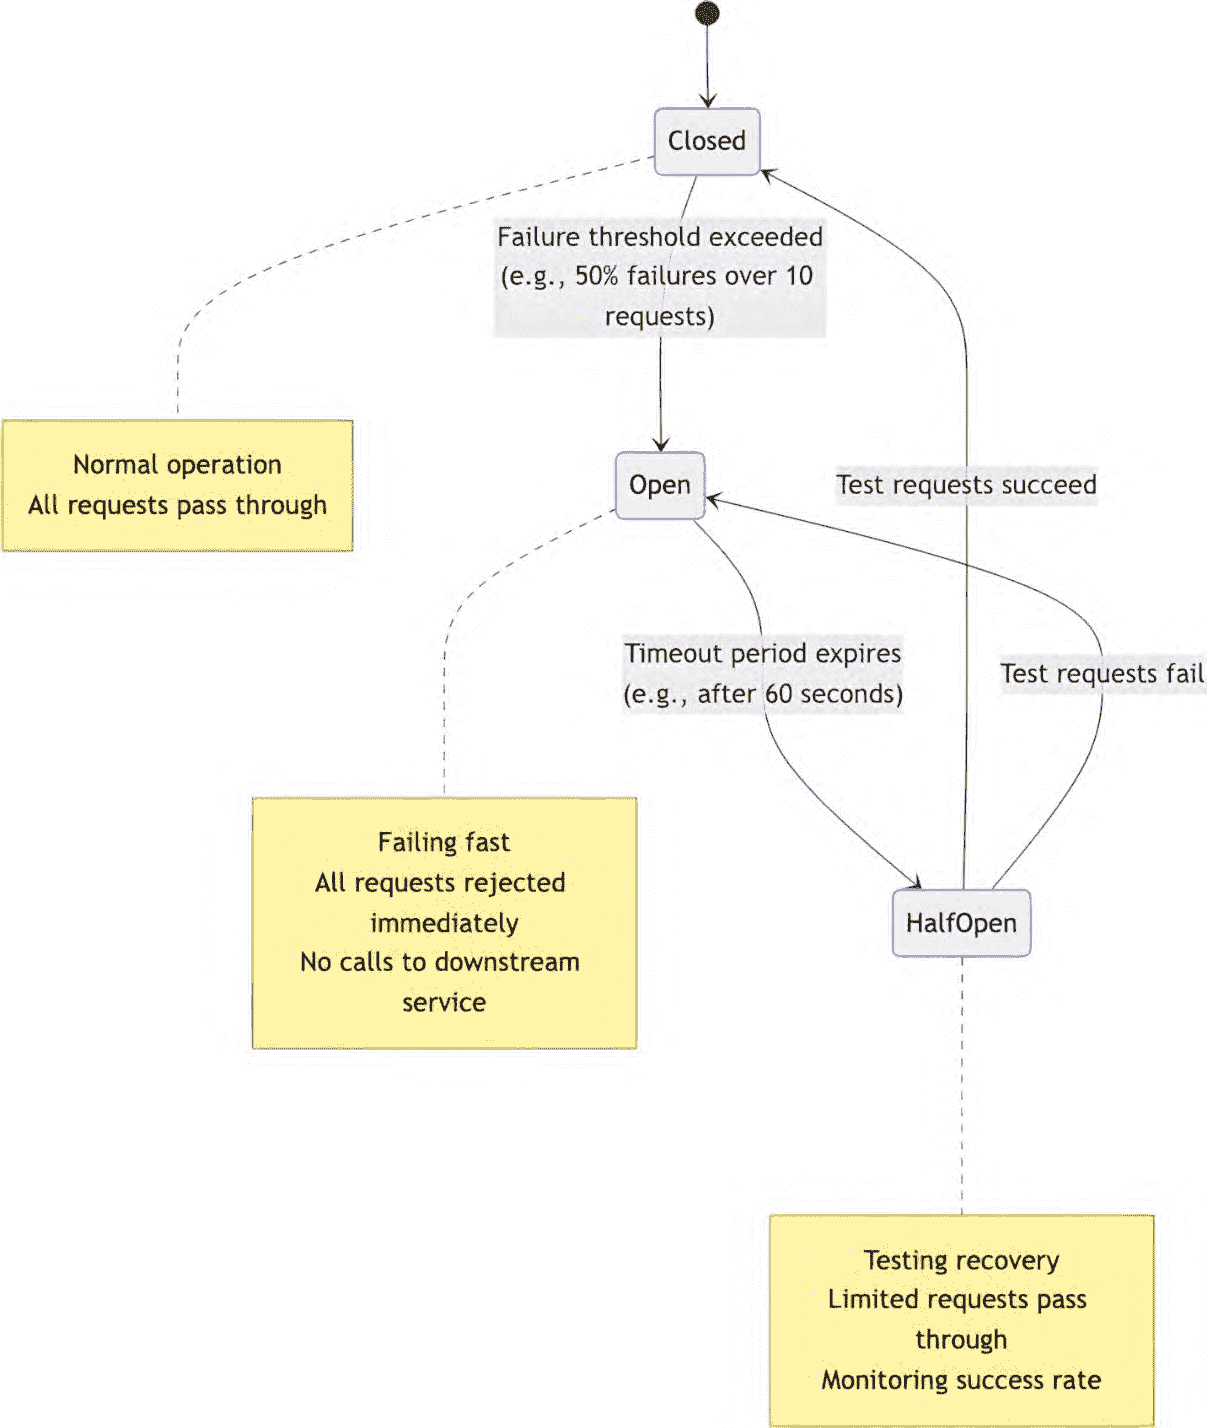 Closed
Failure threshold exceeded
(e.g., 50% failures over 10
requests)
Normal operation
All requests pass through
Open
Test requests succeed
Timeout period expires
(e.g., after 60 seconds)
Test requests fail
Failing fast
All requests rejected
immediately
No calls to downstream
service
HalfOpen
Testing recovery
Limited requests pass
through
Monitoring success rate